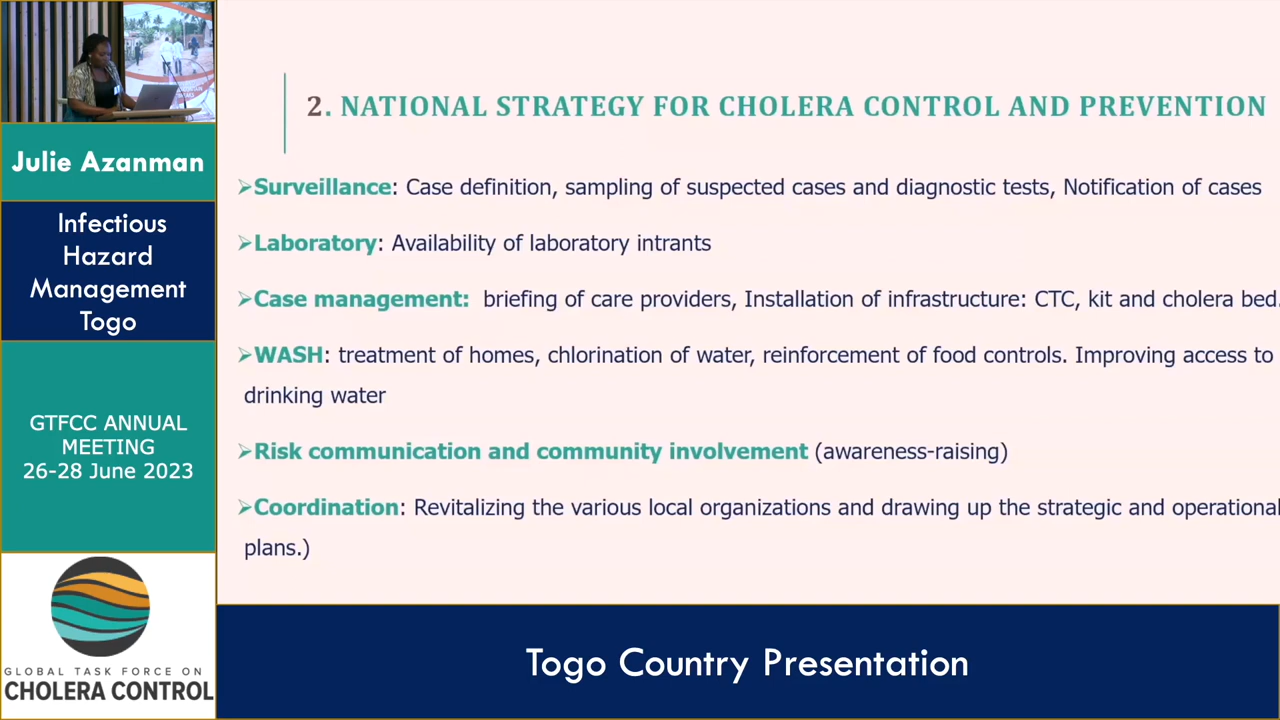 Julie Azanman
Infectious
Hazard
Management
Togo
GTFCC ANNUAL
MEETING
26-28 June 2023
GLOBAL TASK FORCE ON
CHOLERA CONTROL
2. NATIONAL STRATEGY FOR CHOLERA CONTROL AND PREVENTION
➢Surveillance: Case definition, sampling of suspected cases and diagnostic tests, Notification of cases
➢Laboratory: Availability of laboratory intrants
➢Case management: briefing of care providers, Installation of infrastructure: CTC, kit and cholera bed.
➢WASH: treatment of homes, chlorination of water, reinforcement of food controls. Improving access to
drinking water
➢Risk communication and community involvement (awareness-raising)
➢Coordination: Revitalizing the various local organizations and drawing up the strategic and operational
plans.)
Togo Country Presentation